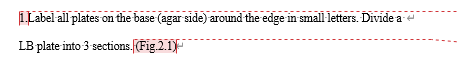 1.Label all plates on the base (agar side) around the edge in small letters. Divide a
LB plate into 3 sections.(Fig.2.1)